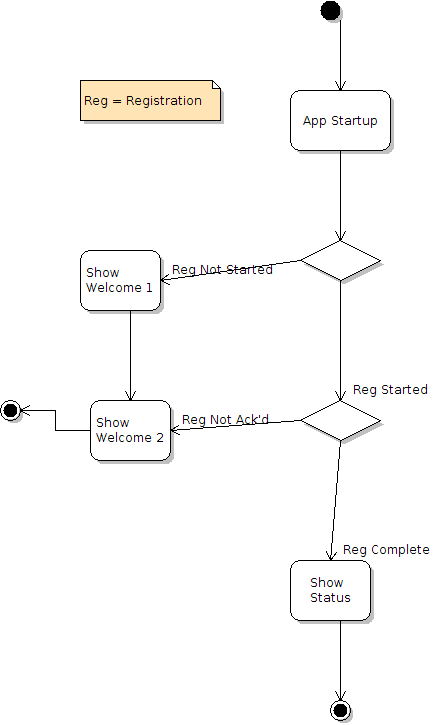 Reg = Registration
App Startup
Reg Not Started
Show
Welcome 1
Reg Started
Reg Not Ack'd
Show
Welcome 2
Reg Complete
Show
Status